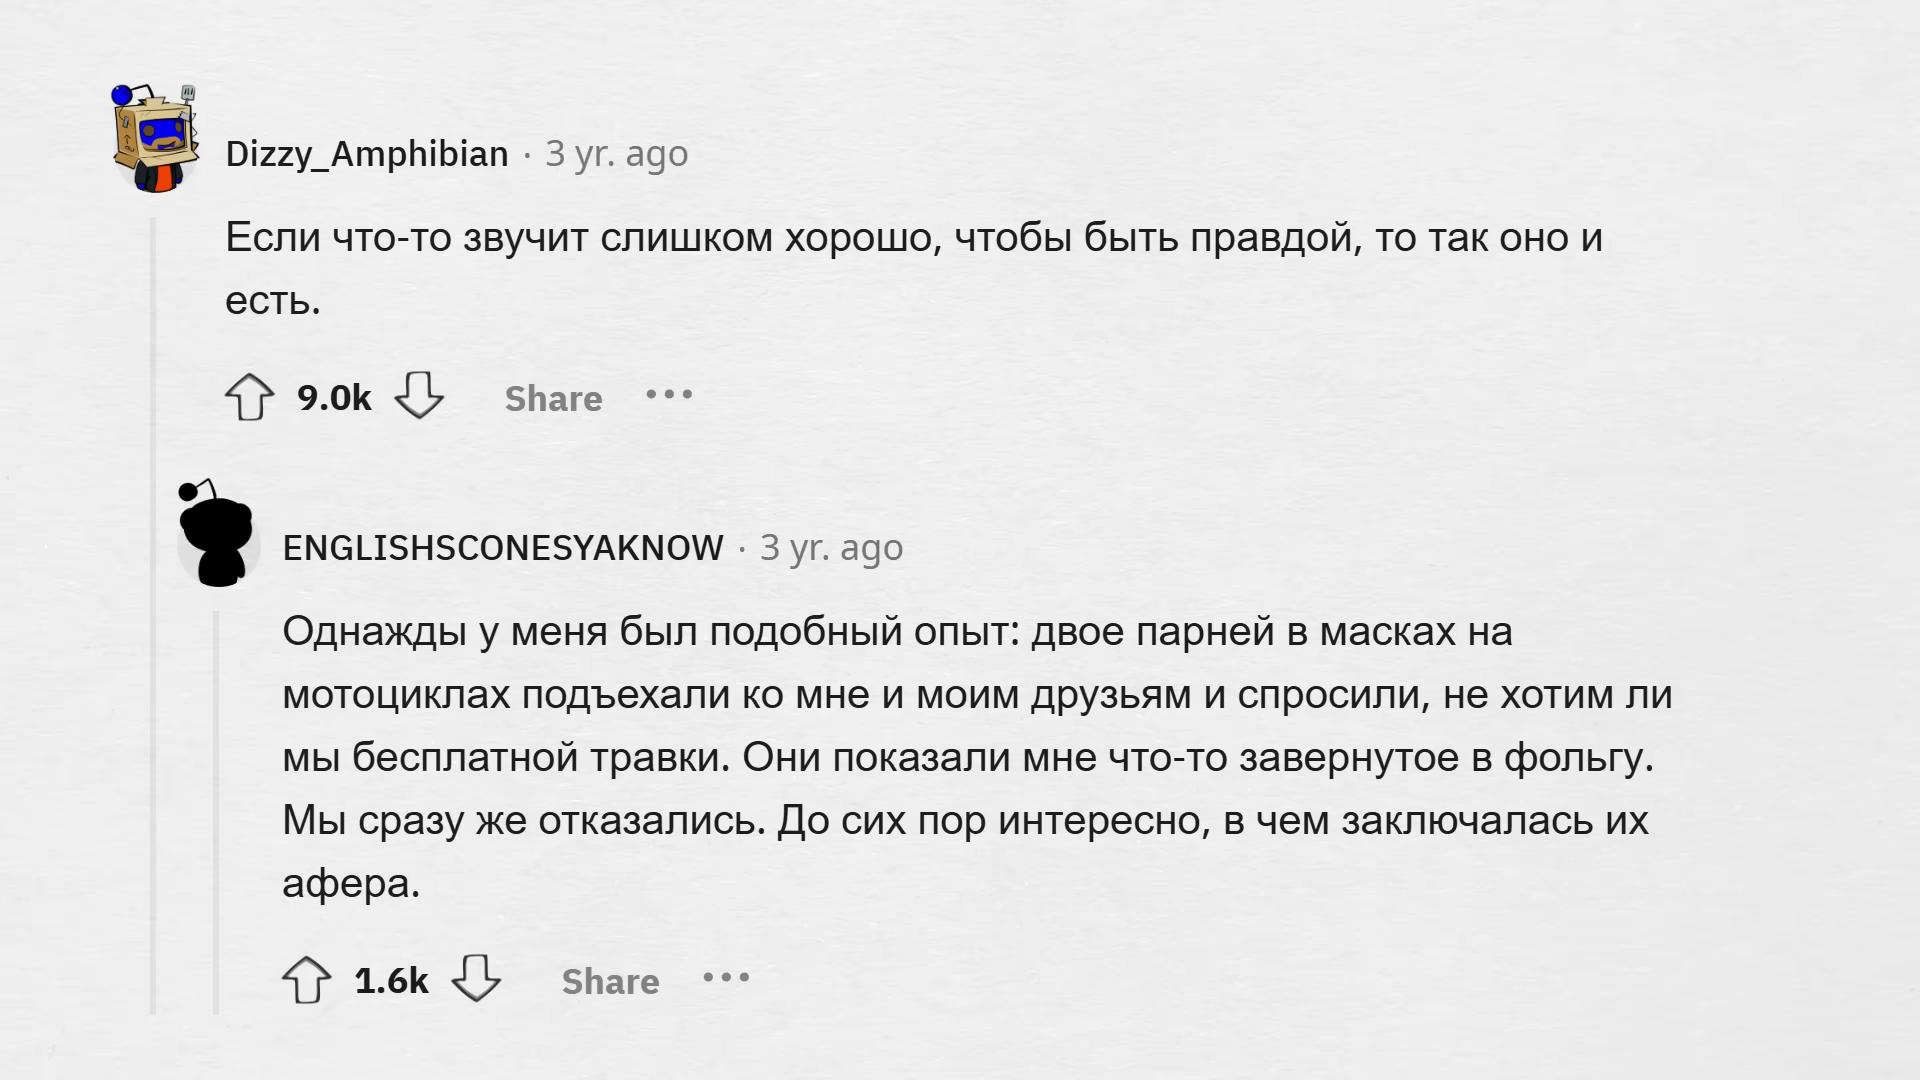 Dizzy_Amphibian · 3 yr. ago
Если что-то звучит слишком хорошо, чтобы быть правдой, то так оно и
есть.
9.0k Share •••
ENGLISHSCONESYAKNOW · 3 yr. ago
Однажды у меня был подобный опыт: двое парней в масках на
мотоциклах подъехали ко мне и моим друзьям и спросили, не хотим ли
мы бесплатной травки. Они показали мне что-то завернутое в фольгу.
Мы сразу же отказались. До сих пор интересно, в чем заключалась их
афера.
1.6k Share •••